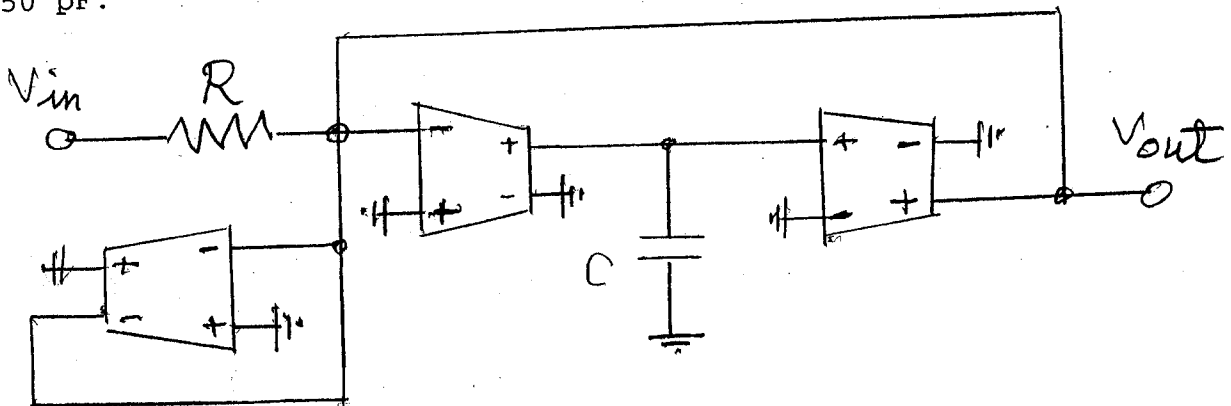 50 pF.
Vin
R
- + + - Vout
+ - - +
+ - C
- +